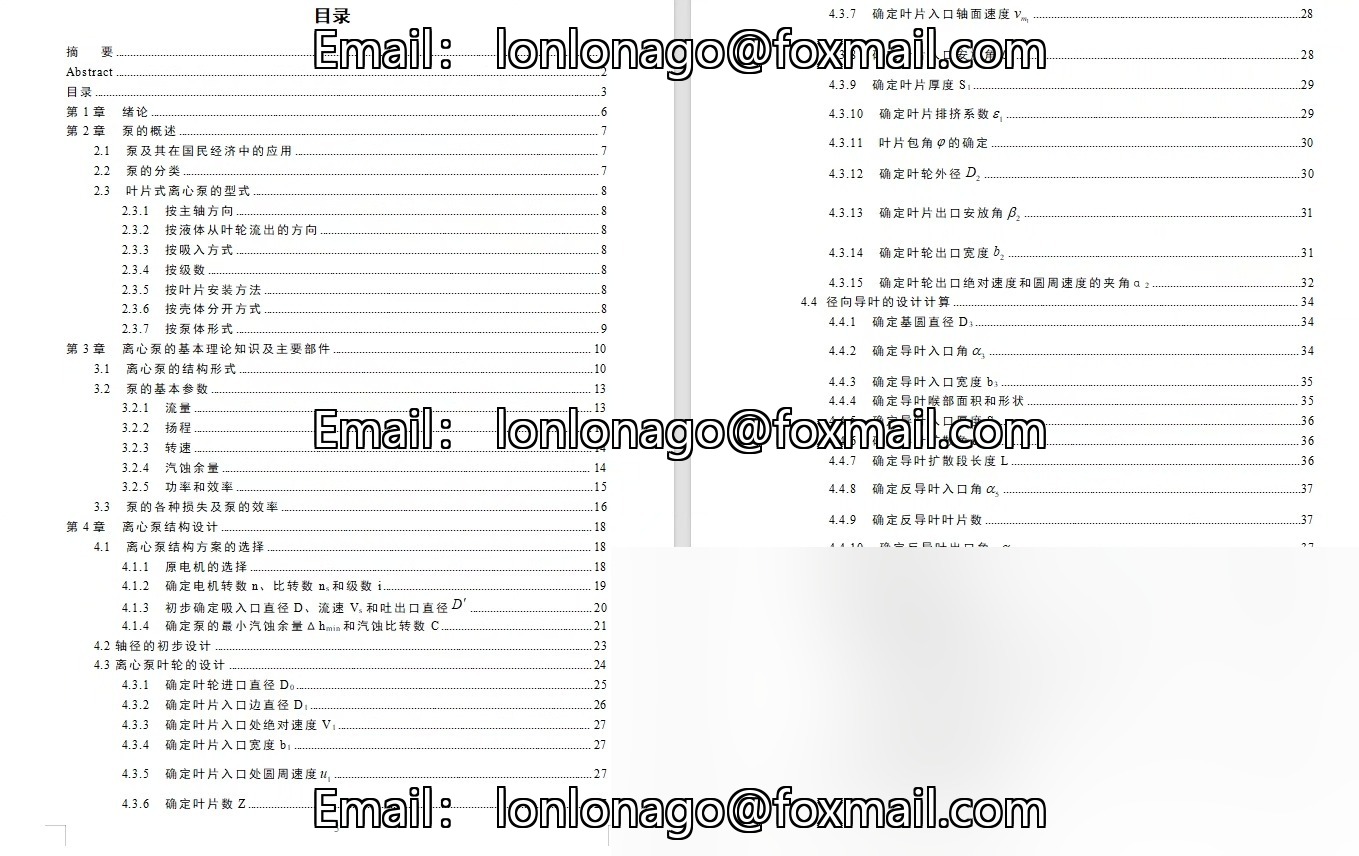 目录
摘 要
Abstract 2
目录 3
第1章 绪论 6
第2章 泵的概述 7
2.1 泵及其在国民经济中的应用 7
2.2 泵的分类 7
2.3 叶片式离心泵的型式 8
2.3.1 按主轴方向 8
2.3.2 按液体从叶轮流出的方向 8
2.3.3 按吸入方式 8
2.3.4 按级数 8
2.3.5 按叶片安装方法 8
2.3.6 按壳体分开方式 8
2.3.7 按泵体形式 9
第3章 离心泵的基本理论知识及主要部件 10
3.1 离心泵的结构形式 10
3.2 泵的基本参数 13
3.2.1 流量 13
3.2.2 扬程
3.2.3 转速 14
3.2.4 汽蚀余量 14
3.2.5 功率和效率 15
3.3 泵的各种损失及泵的效率 16
第4章 离心泵结构设计 18
4.1 离心泵结构方案的选择 18
4.1.1 原电机的选择 18
4.1.2 确定电机转数 n、比转数 nₛ和级数 i 19
4.1.3 初步确定吸入口直径 D、流速 Vₛ和吐出口直径 D′ 20
4.1.4 确定泵的最小汽蚀余量Δhmin和汽蚀比转数 C 21
4.2 轴径的初步设计 23
4.3 离心泵叶轮的设计 24
4.3.1 确定叶轮进口直径 D₀ 25
4.3.2 确定叶片入口边直径 D₁ 26
4.3.3 确定叶片入口处绝对速度 V₁ 27
4.3.4 确定叶片入口宽度 b₁ 27
4.3.5 确定叶片入口处圆周速度 u₁ 27
4.3.6 确定叶片数 Z
4.3.7 确定叶片入口轴面速度 vm₁ 28
28
4.3.9 确定叶片厚度 S₁ 29
4.3.10 确定叶片排挤系数 ε₁ 29
4.3.11 叶片包角φ的确定 30
4.3.12 确定叶轮外径 D₂ 30
4.3.13 确定叶片出口安放角 β₂ 31
4.3.14 确定叶轮出口宽度 b₂ 31
4.3.15 确定叶轮出口绝对速度和圆周速度的夹角α₂ 32
4.4 径向导叶的设计计算 34
4.4.1 确定基圆直径 D₃ 34
4.4.2 确定导叶入口角 α₃ 34
4.4.3 确定导叶入口宽度 b₃ 35
4.4.4 确定导叶喉部面积和形状 35
36
36
4.4.7 确定导叶扩散段长度 L 36
4.4.8 确定反导叶入口角 α₅ 37
4.4.9 确定反导叶叶片数 37
Email： lonlonago@foxmail.com
Email： lonlonago@foxmail.com
Email： lonlonago@foxmail.com